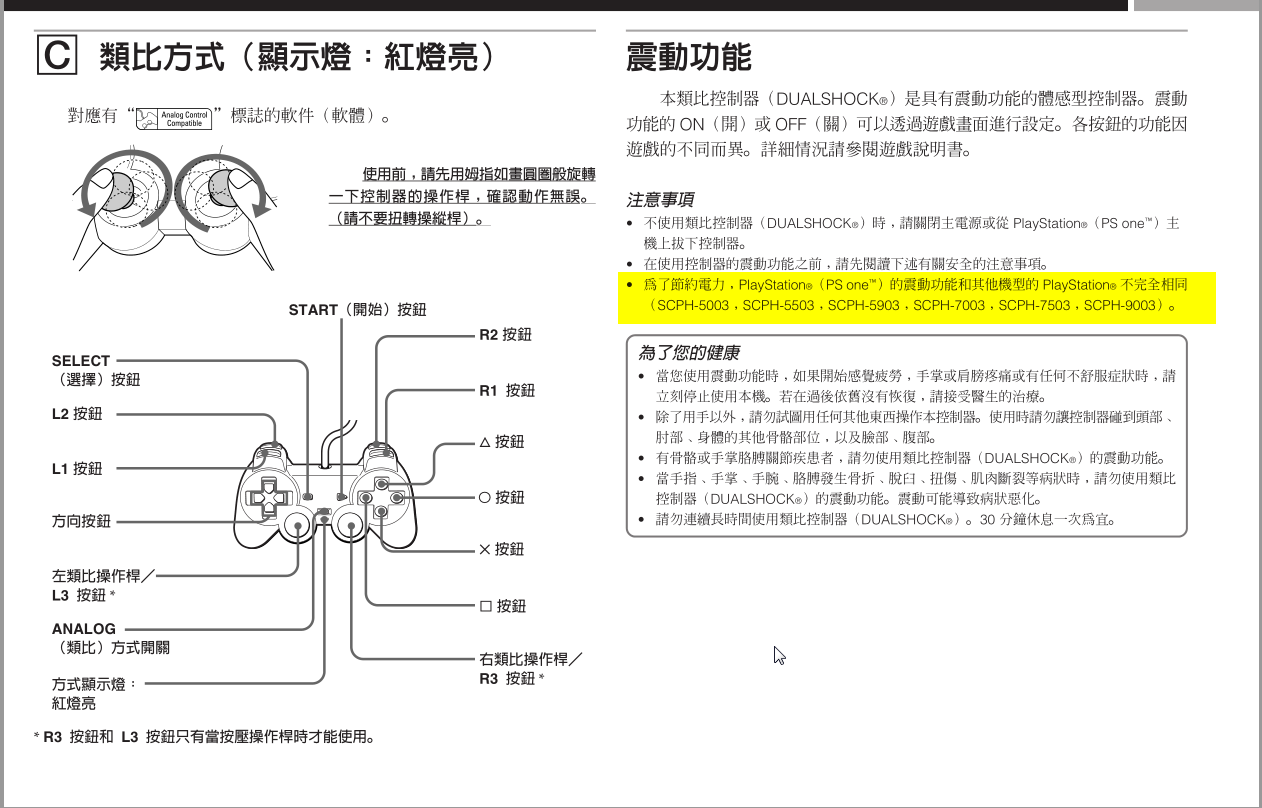 C 類比方式（顯示燈：紅燈亮）
對應有“Analog Control Compatible”標誌的軟件（軟體）。
使用前，請先用姆指如畫圓圈般旋轉
一下控制器的操作桿，確認動作無誤。
（請不要扭轉操縱桿）。
START（開始）按鈕
SELECT
（選擇）按鈕
L2 按鈕
L1 按鈕
方向按鈕
左類比操作桿／
L3 按鈕 *
ANALOG
（類比）方式開關
方式顯示燈：
紅燈亮
R2 按鈕
R1 按鈕
△ 按鈕
○ 按鈕
✕ 按鈕
□ 按鈕
右類比操作桿／
R3 按鈕 *
* R3 按鈕和 L3 按鈕只有當按壓操作桿時才能使用。
震動功能
本類比控制器（DUALSHOCK®）是具有震動功能的體感型控制器。震動
功能的 ON（開）或 OFF（關）可以透過遊戲畫面進行設定。各按鈕的功能因
遊戲的不同而異。詳細情況請參閱遊戲說明書。
注意事項
• 不使用類比控制器（DUALSHOCK®）時，請關閉主電源或從 PlayStation®（PS one™）主
機上拔下控制器。
• 在使用控制器的震動功能之前，請先閱讀下述有關安全的注意事項。
• 爲了節約電力，PlayStation®（PS one™）的震動功能和其他機型的 PlayStation® 不完全相同
（SCPH-5003，SCPH-5503，SCPH-5903，SCPH-7003，SCPH-7503，SCPH-9003）。
為了您的健康
• 當您使用震動功能時，如果開始感覺疲勞，手掌或肩膀疼痛或有任何不舒服症狀時，請
立刻停止使用本機。若在過後依舊沒有恢復，請接受醫生的治療。
• 除了用手以外，請勿試圖用任何其他東西操作本控制器。使用時請勿讓控制器碰到頭部、
肘部、身體的其他骨骼部位，以及臉部、腹部。
• 有骨骼或手掌胳膊關節疾患者，請勿使用類比控制器（DUALSHOCK®）的震動功能。
• 當手指、手掌、手腕、胳膊發生骨折、脫臼、扭傷、肌肉斷裂等病狀時，請勿使用類比
控制器（DUALSHOCK®）的震動功能。震動可能導致病狀惡化。
• 請勿連續長時間使用類比控制器（DUALSHOCK®）。30 分鐘休息一次爲宜。